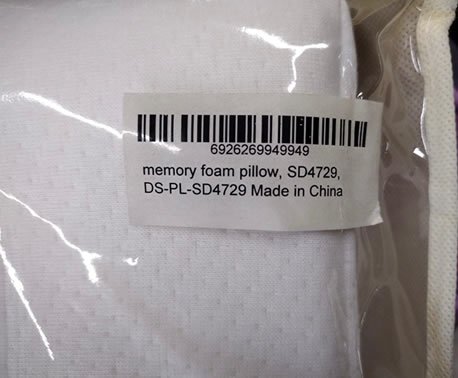 6926269949949
memory foam pillow, SD4729,
DS-PL-SD4729 Made in China